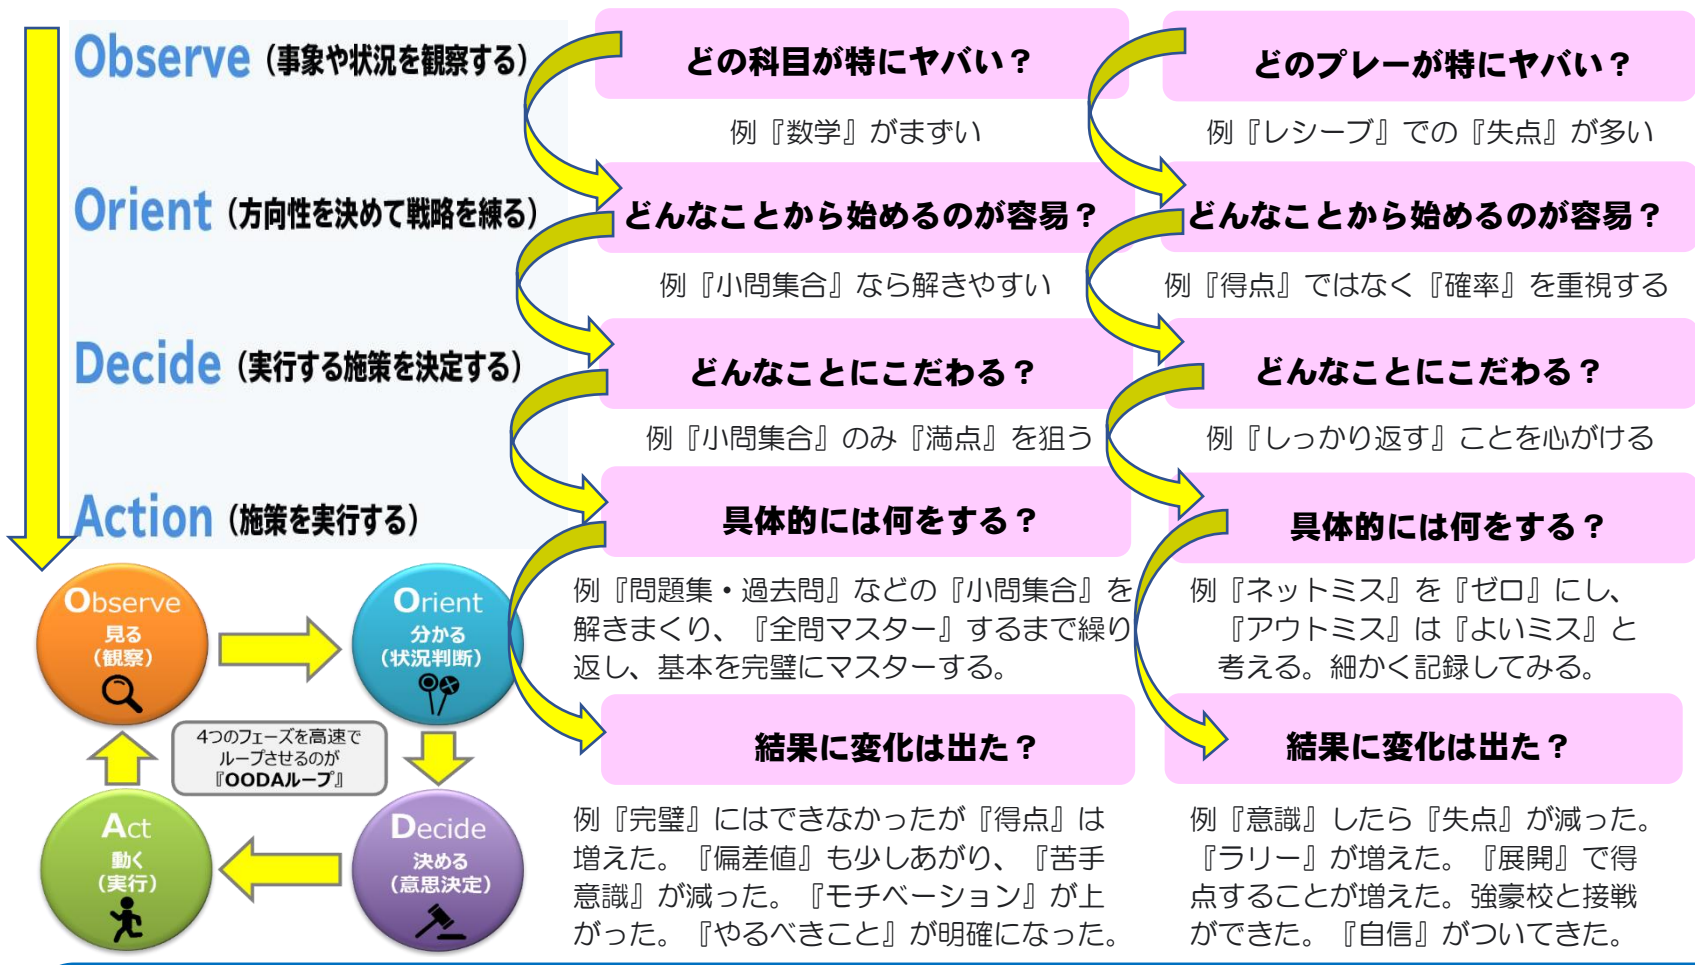 Observe（事象や状況を観察する）
Orient（方向性を決めて戦略を練る）
Decide（実行する施策を決定する）
Action（施策を実行する）
Observe
見る
（観察）
Orient
分かる
（状況判断）
4つのフェーズを高速で
ループさせるのが
『OODAループ』
Act
動く
（実行）
Decide
決める
（意思決定）
どの科目が特にヤバい？
例『数学』がまずい
どんなことから始めるのが容易？
例『小問集合』なら解きやすい
どんなことにこだわる？
例『小問集合』のみ『満点』を狙う
具体的には何をする？
例『問題集・過去問』などの『小問集合』を
解きまくり、『全問マスター』するまで繰り
返し、基本を完璧にマスターする。
結果に変化は出た？
例『完璧』にはできなかったが『得点』は
増えた。『偏差値』も少しあがり、『苦手
意識』が減った。『モチベーション』が上
がった。『やるべきこと』が明確になった。
どのプレーが特にヤバい？
例『レシーブ』での『失点』が多い
どんなことから始めるのが容易？
例『得点』ではなく『確率』を重視する
どんなことにこだわる？
例『しっかり返す』ことを心がける
具体的には何をする？
例『ネットミス』を『ゼロ』にし、
『アウトミス』は『よいミス』と
考える。細かく記録してみる。
結果に変化は出た？
例『意識』したら『失点』が減った。
『ラリー』が増えた。『展開』で得
点することが増えた。強豪校と接戦
ができた。『自信』がついてきた。